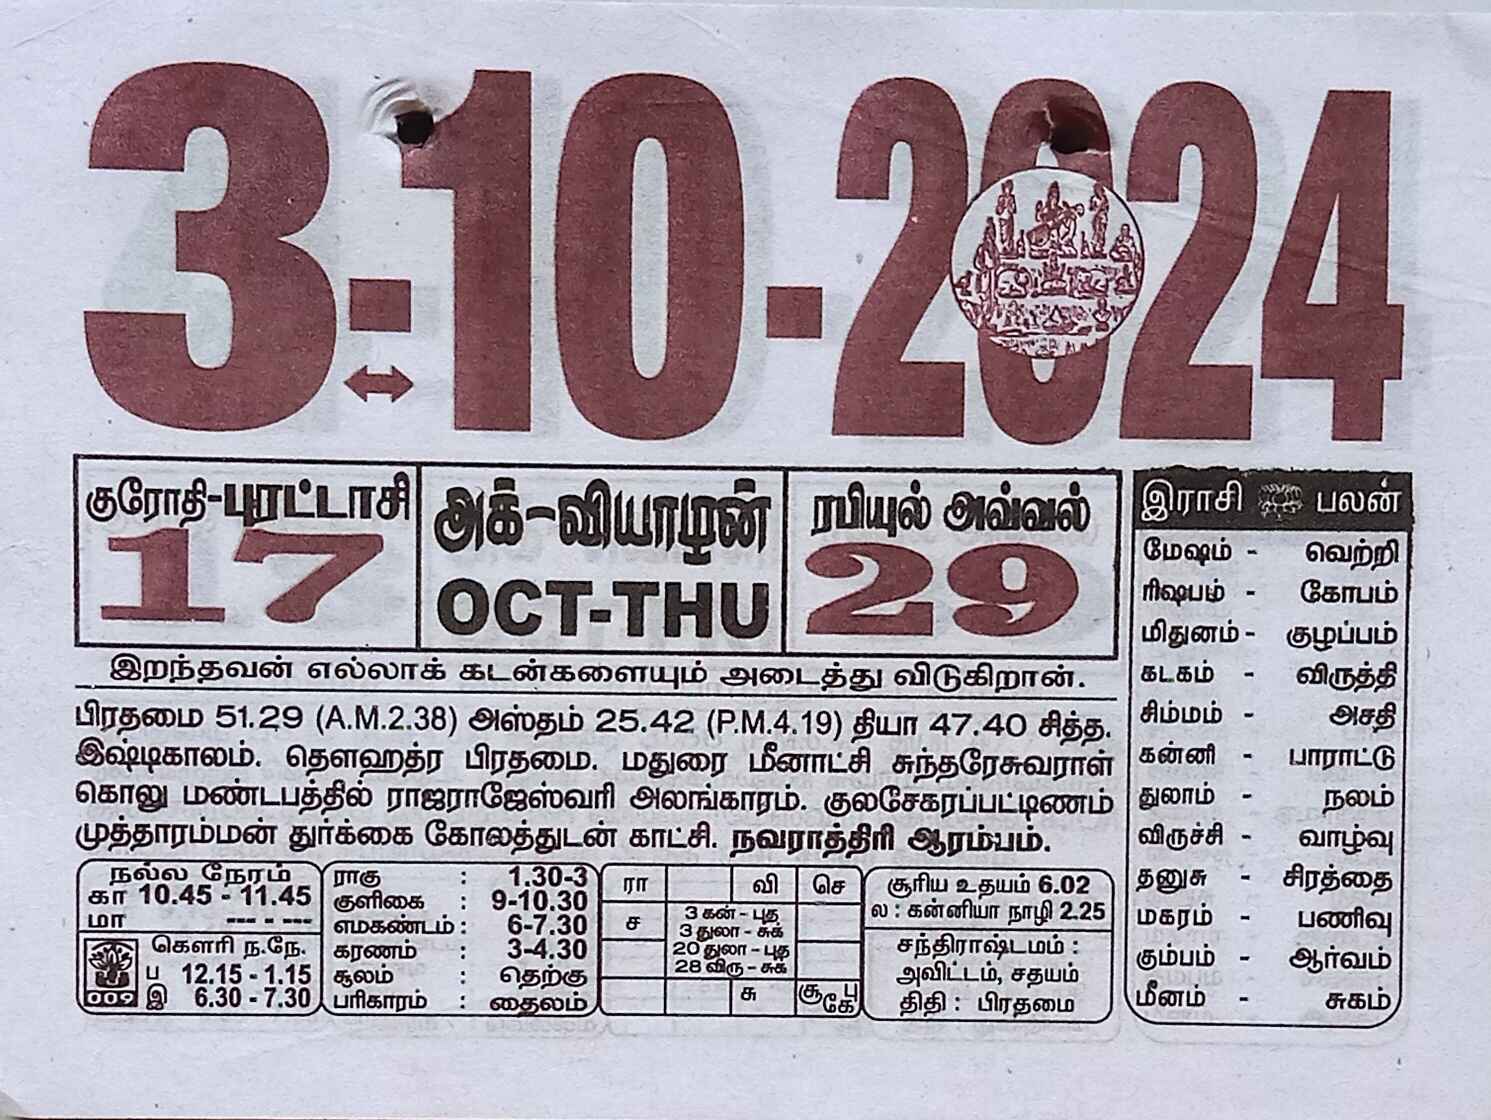 3-10-2024
குரோதி-புரட்டாசி
17
அக்-வியாழன்
OCT-THU
ரபியுல் அவ்வல்
29
இறந்தவன் எல்லாக் கடன்களையும் அடைத்து விடுகிறான்.
பிரதமை 51.29 (A.M.2.38) அஸ்தம் 25.42 (P.M.4.19) தியா 47.40 சித்த.
இஷ்டிகாலம். தௌஹத்ர பிரதமை. மதுரை மீனாட்சி சுந்தரேசுவராள்
கொலு மண்டபத்தில் ராஜராஜேஸ்வரி அலங்காரம். குலசேகரப்பட்டிணம்
முத்தாரம்மன் துர்க்கை கோலத்துடன் காட்சி. நவராத்திரி ஆரம்பம்.
நல்ல நேரம்
கா 10.45 - 11.45
மா --- - ---
கௌரி ந.நே.
ப 12.15 - 1.15
இ 6.30 - 7.30
009
ராகு : 1.30-3
குளிகை : 9-10.30
எமகண்டம் : 6-7.30
கரணம் : 3-4.30
சூலம் : தெற்கு
பரிகாரம் : தைலம்
ரா வி செ
ச
3 கன் - புத
3 துலா - சுக்
20 துலா - புத
28 விரு - சுக்
சு சூ பு
கே
சூரிய உதயம் 6.02
ல : கன்னியா நாழி 2.25
சந்திராஷ்டமம் :
அவிட்டம், சதயம்
திதி : பிரதமை
இராசி பலன்
மேஷம் - வெற்றி
ரிஷபம் - கோபம்
மிதுனம் - குழப்பம்
கடகம் - விருத்தி
சிம்மம் - அசதி
கன்னி - பாராட்டு
துலாம் - நலம்
விருச்சி - வாழ்வு
தனுசு - சிரத்தை
மகரம் - பணிவு
கும்பம் - ஆர்வம்
மீனம் - சுகம்